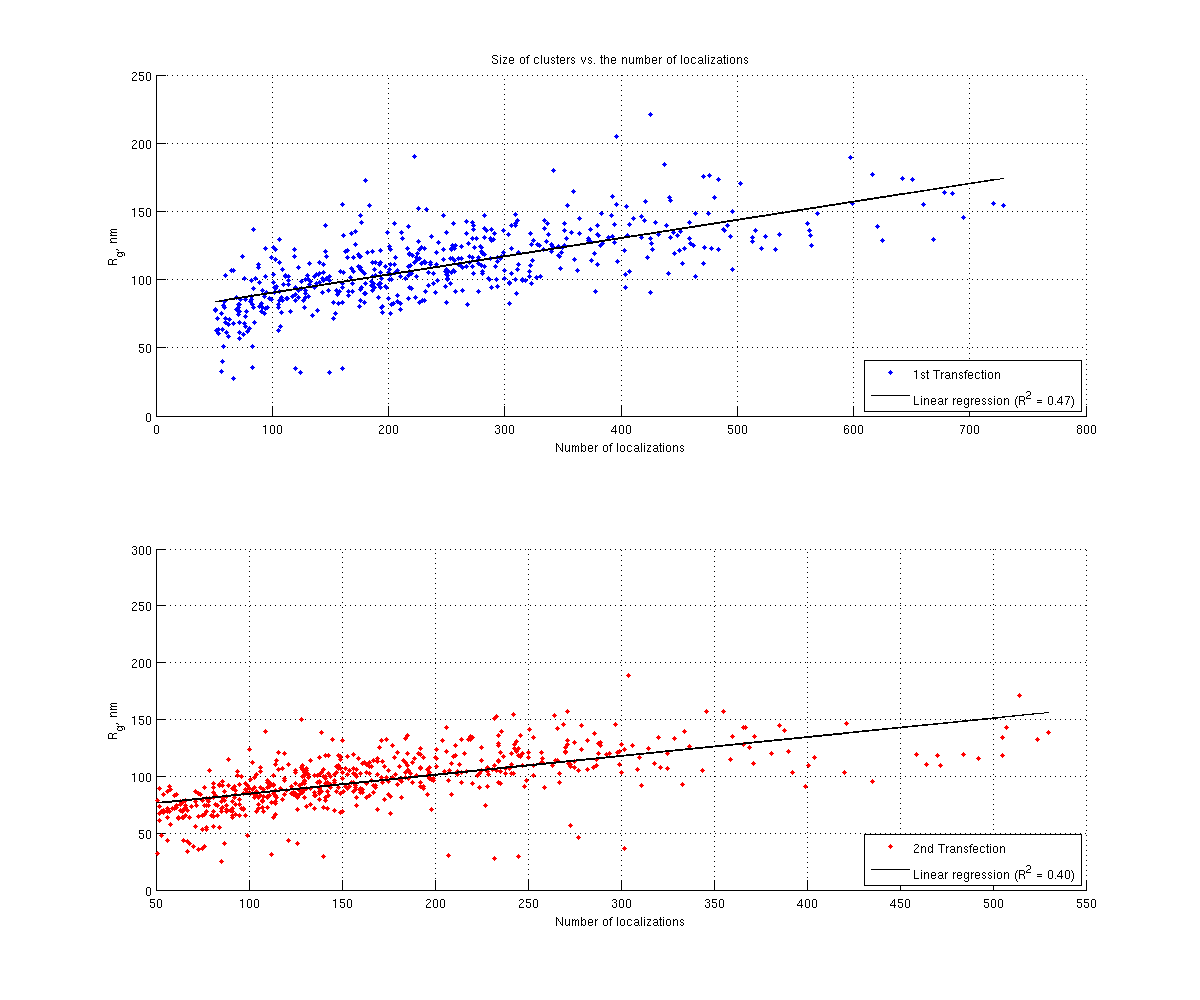 Size of clusters vs. the number of localizations
250
200
150
100
50
0
R_g, nm
0 100 200 300 400 500 600 700 800
Number of localizations
1st Transfection
Linear regression (R^2 = 0.47)
300
250
200
150
100
50
0
R_g, nm
50 100 150 200 250 300 350 400 450 500 550
Number of localizations
2nd Transfection
Linear regression (R^2 = 0.40)